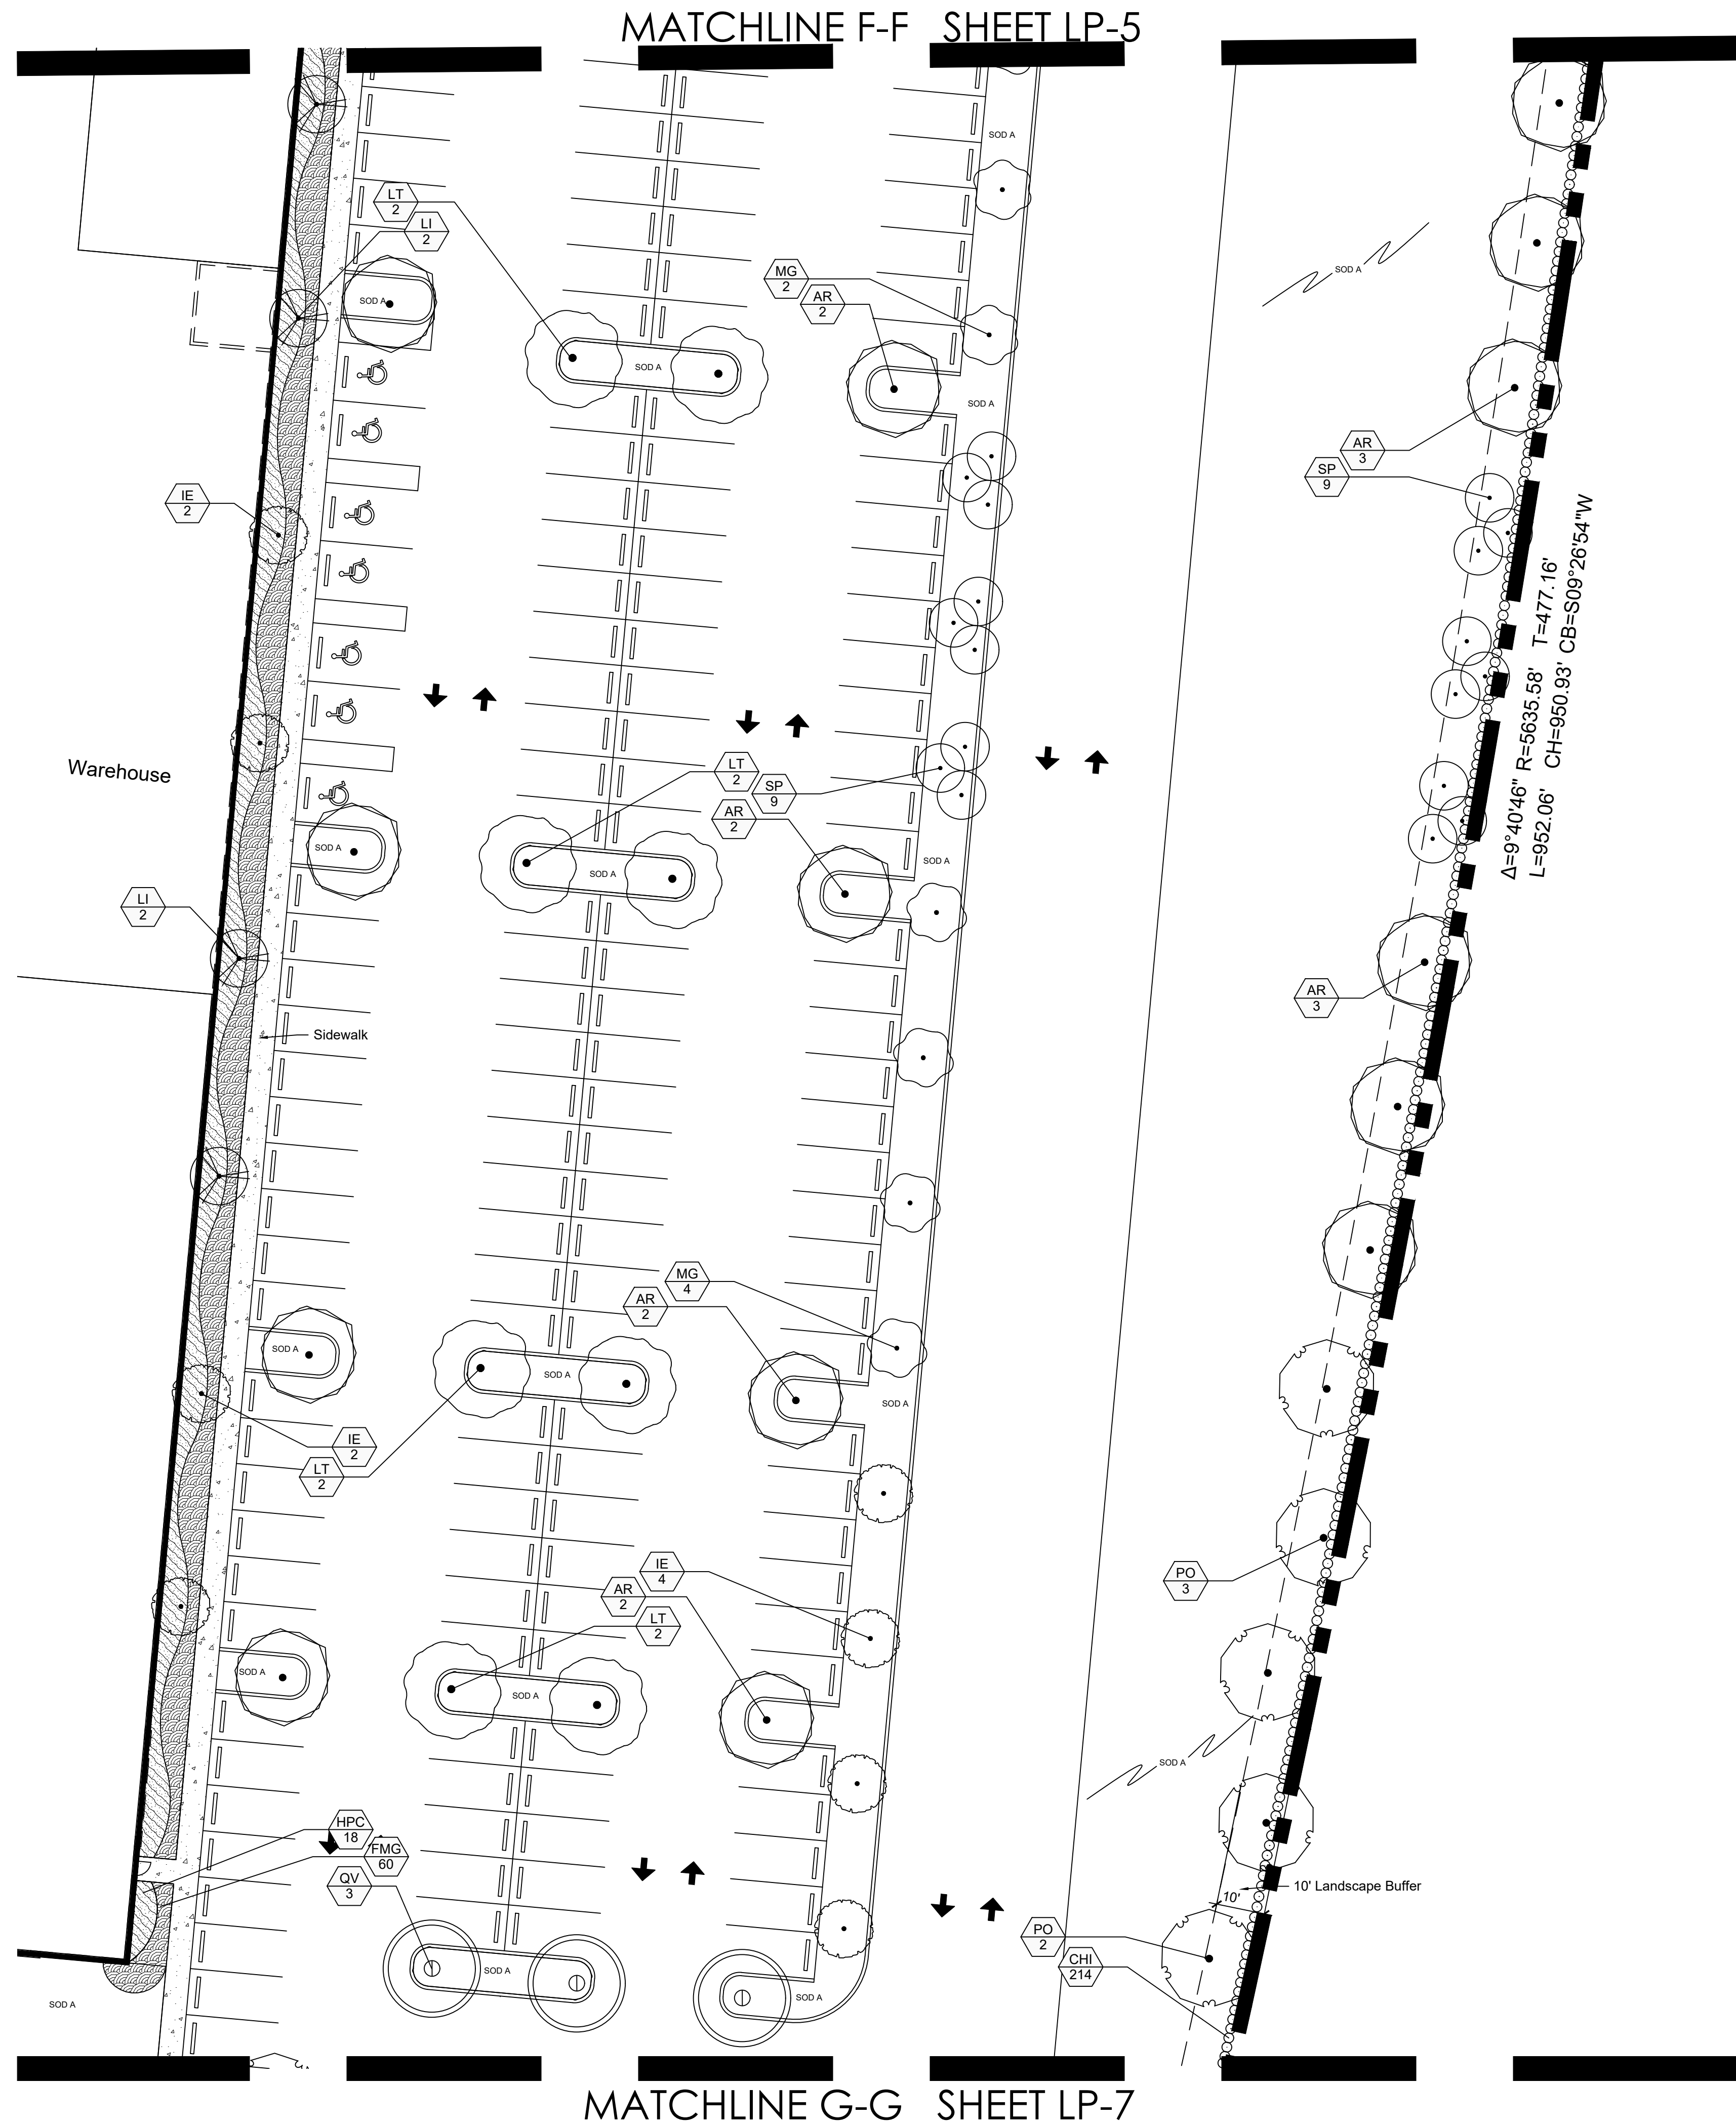 MATCHLINE F-F SHEET LP-5
SOD A
LT
2
LI
2
SOD A
MG
2
AR
2
SOD A
SOD A
SOD A
AR
3
SP
9
IE
2
Δ=9°40'46" R=5635.58' T=477.16'
L=952.06' CH=950.93' CB=S09°26'54"W
Warehouse
LT
2
SP
9
AR
2
SOD A
SOD A
SOD A
LI
2
AR
3
Sidewalk
MG
4
AR
2
SOD A
SOD A
SOD A
IE
2
LT
2
IE
4
AR
2
LT
2
PO
3
SOD A
SOD A
SOD A
HPC
18
FMG
60
QV
3
10' Landscape Buffer
10'
PO
2
CHI
214
SOD A
SOD A
SOD A
MATCHLINE G-G SHEET LP-7